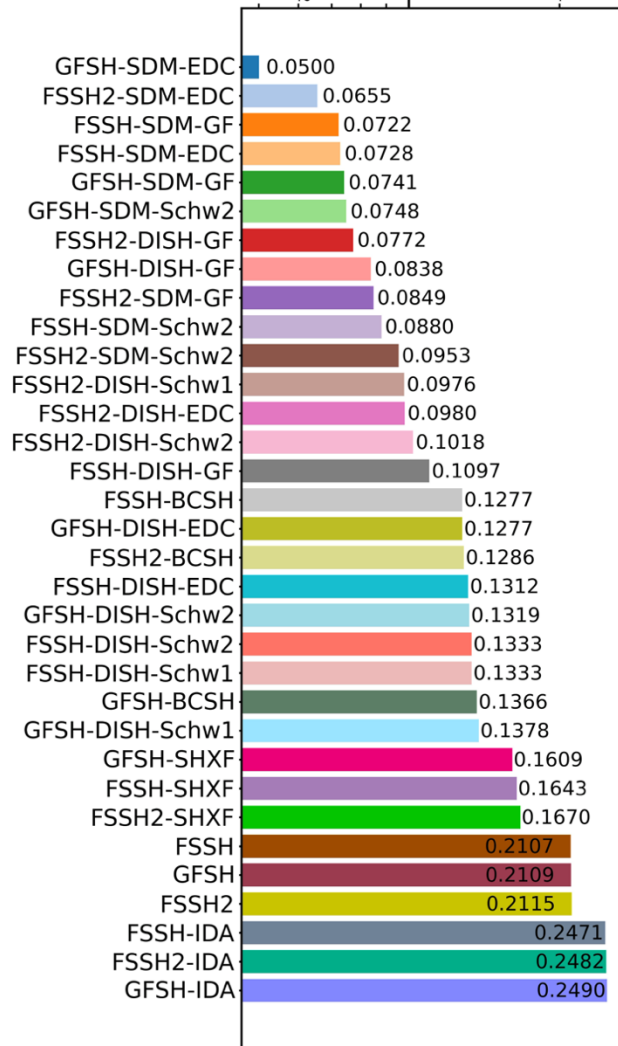 GFSH-SDM-EDC 0.0500
FSSH2-SDM-EDC 0.0655
FSSH-SDM-GF 0.0722
FSSH-SDM-EDC 0.0728
GFSH-SDM-GF 0.0741
GFSH-SDM-Schw2 0.0748
FSSH2-DISH-GF 0.0772
GFSH-DISH-GF 0.0838
FSSH2-SDM-GF 0.0849
FSSH-SDM-Schw2 0.0880
FSSH2-SDM-Schw2 0.0953
FSSH2-DISH-Schw1 0.0976
FSSH2-DISH-EDC 0.0980
FSSH2-DISH-Schw2 0.1018
FSSH-DISH-GF 0.1097
FSSH-BCSH 0.1277
GFSH-DISH-EDC 0.1277
FSSH2-BCSH 0.1286
FSSH-DISH-EDC 0.1312
GFSH-DISH-Schw2 0.1319
FSSH-DISH-Schw2 0.1333
FSSH-DISH-Schw1 0.1333
GFSH-BCSH 0.1366
GFSH-DISH-Schw1 0.1378
GFSH-SHXF 0.1609
FSSH-SHXF 0.1643
FSSH2-SHXF 0.1670
FSSH 0.2107
GFSH 0.2109
FSSH2 0.2115
FSSH-IDA 0.2471
FSSH2-IDA 0.2482
GFSH-IDA 0.2490